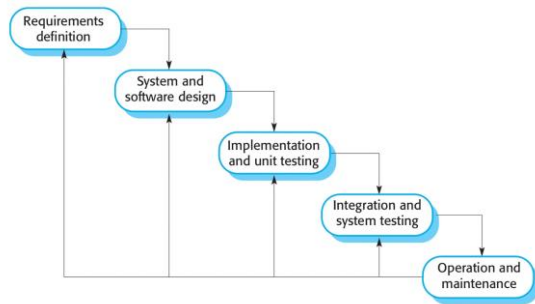 Requirements
definition
System and
software design
Implementation
and unit testing
Integration and
system testing
Operation and
maintenance